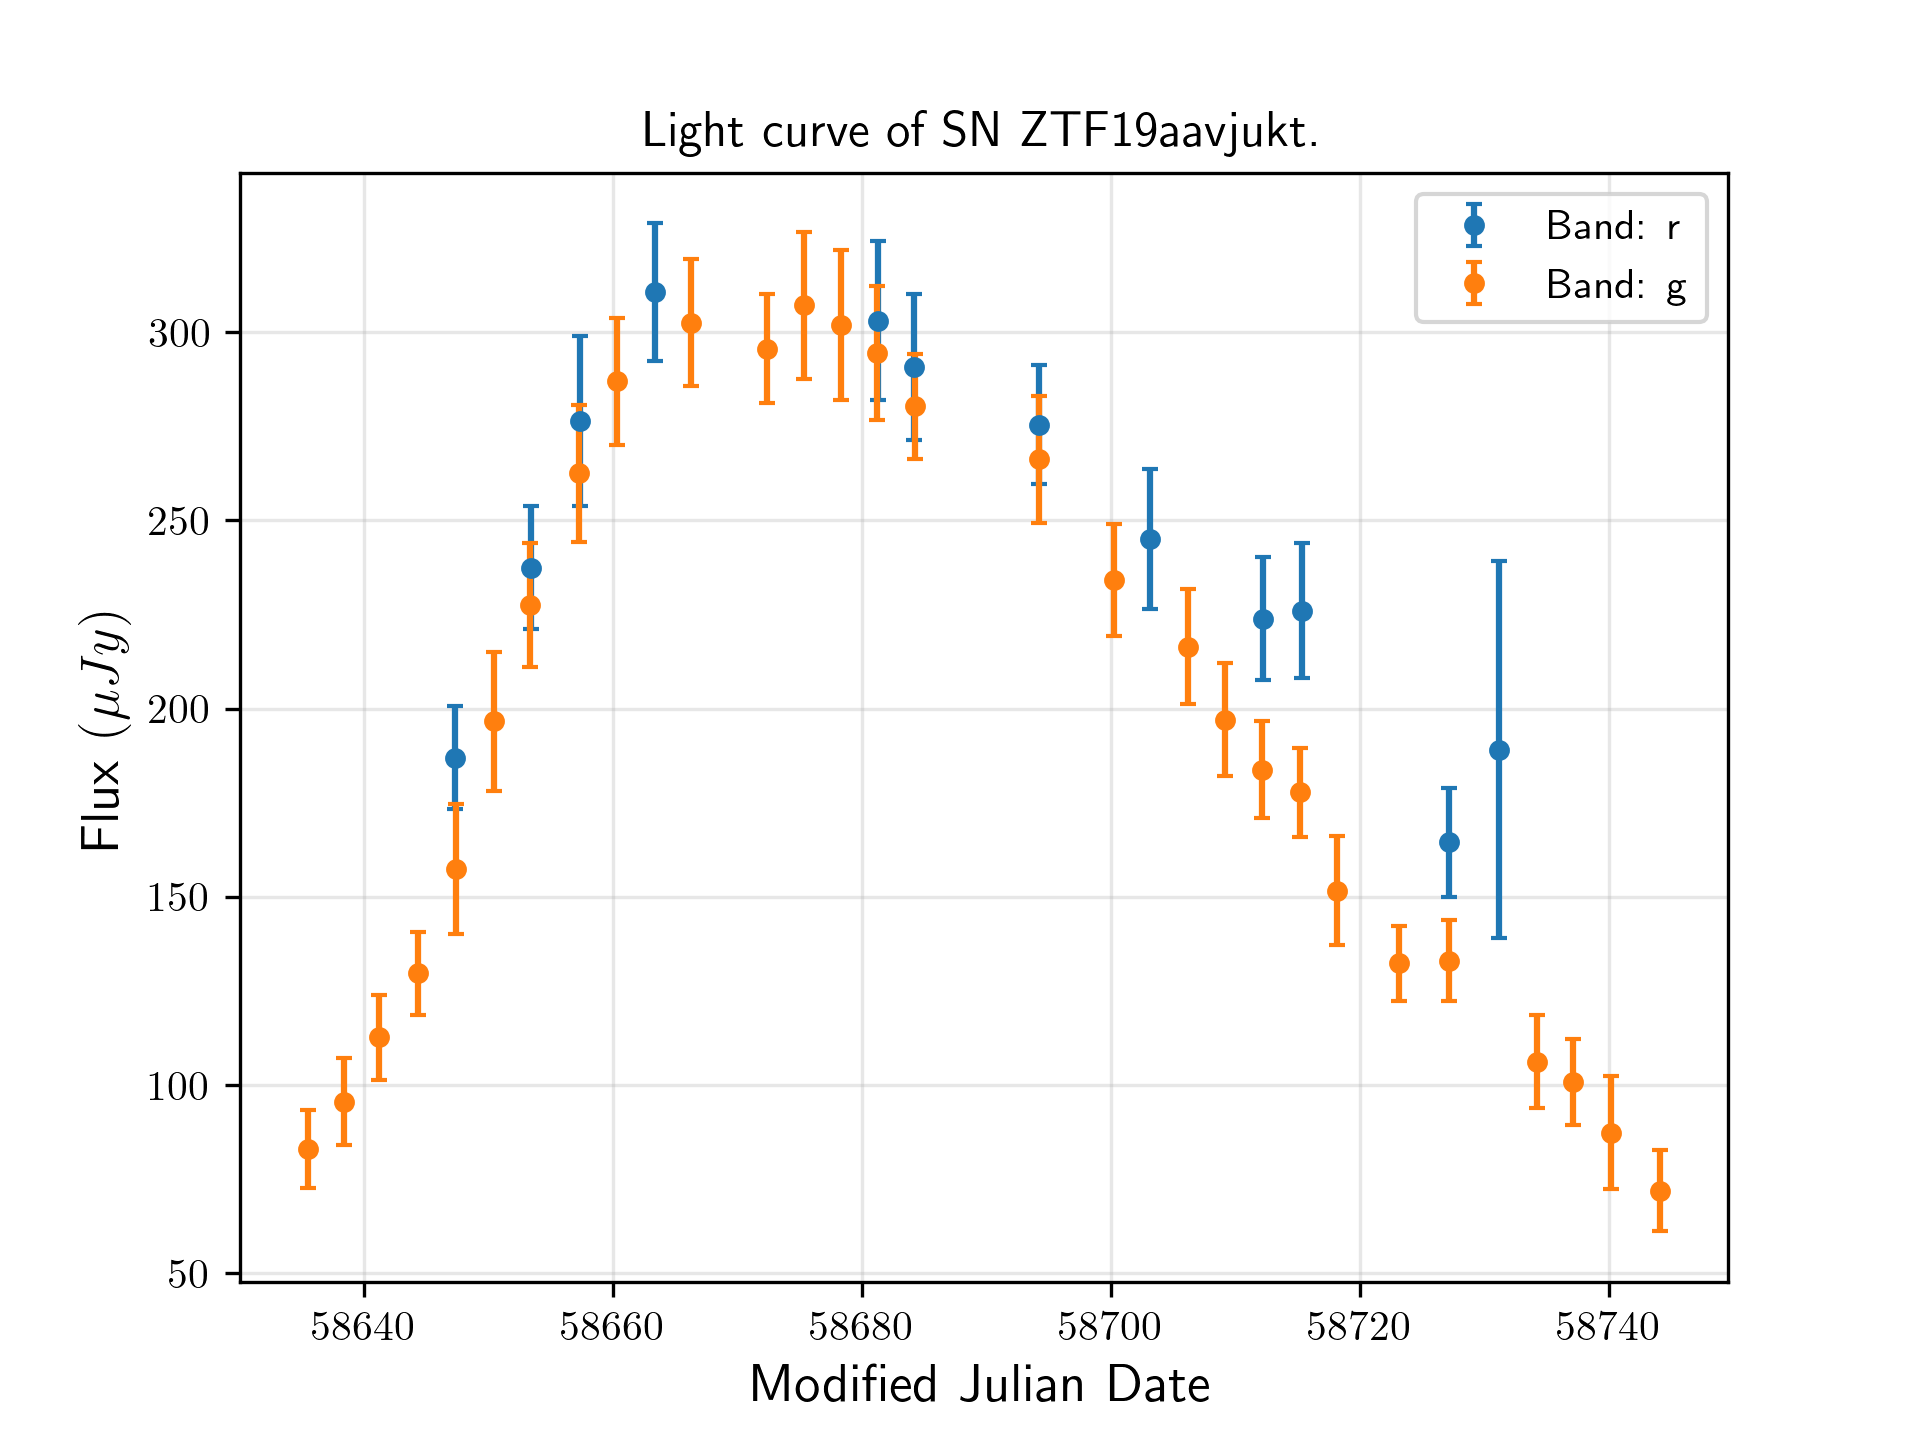 Light curve of SN ZTF19aavjukt.
Band: r
Band: g
Flux (μJy)
300
250
200
150
100
50
58640 58660 58680 58700 58720 58740
Modified Julian Date